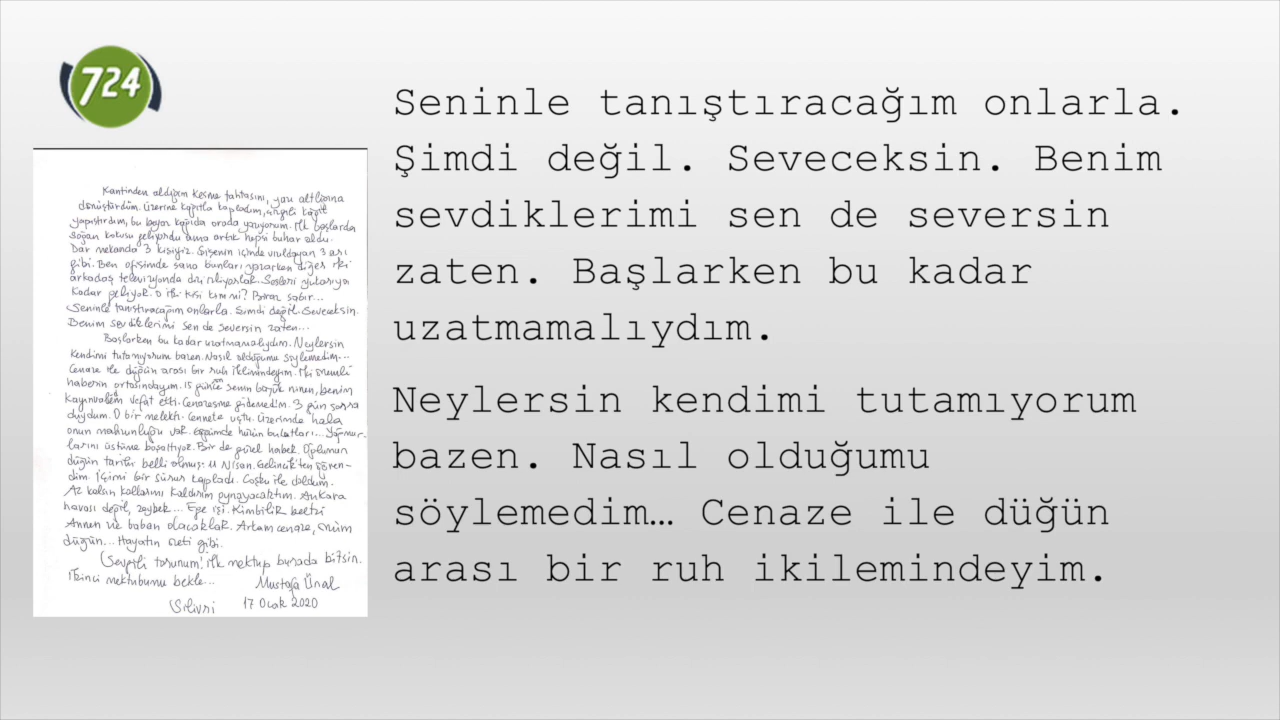 724
Kantinden aldığım kesme tahtasını, yazı altlığına
dönüştürdüm. Üzerine kağıtla kapladım, çizgili kağıt
yapıştırdım, bu beyaz kağıda orada yazıyorum. İlk başlarda
soğan kokusu geliyordu ama artık hepsi buhar oldu.
Dar mekanda 3 kişiyiz. Şişenin içinde vızıldayan 3 arı
gibi. Ben ofisimde sana bunları yazarken diğer iki
arkadaş televizyonda dizi izliyorlar. Sesleri yukarıya
kadar geliyor. O iki kişi kim mi? Biraz sabır...
Seninle tanıştıracağım onlarla. Şimdi değil. Seveceksin.
Benim sevdiklerimi sen de seversin zaten...
Başlarken bu kadar uzatmamalıydım. Neylersin
kendimi tutamıyorum bazen. Nasıl olduğumu söylemedim...
Cenaze ile düğün arası bir ruh ikilemindeyim. İki önemli
haberin ortasındayım. 15 günce senin büyük ninen, benim
kayınvalidem vefat etti. Cenazesine gidemedim. 3 gün sonra
duydum. O bir melekti. Cennete uçtu. Üzerimde hala
onun mahzunluğu var. hüzün bulutları... Yağmur-
larını üstüme boşaltıyor. Bir de güzel haber. Oğlumun
düğün tarihi belli olmuş: 11 Nisan. Gelincik'ten öğren-
dim. İçimi bir sürur kapladı. Coşku ile doldum.
Az kalsın kollarımı kaldırıp oynayacaktım. Ankara
havası değil, zeybek... Ege işi. Kimbilir belki
Annen ve baban olacaklar. Arkam cenaze, önüm
düğün... Hayatın özeti gibi.
Sevgili torunum! İlk mektup burada bitsin.
İkinci mektubumu bekle...
Mustafa Ünal
Silivri 17 Ocak 2020
Seninle tanıştıracağım onlarla.
Şimdi değil. Seveceksin. Benim
sevdiklerimi sen de seversin
zaten. Başlarken bu kadar
uzatmamalıydım.
Neylersin kendimi tutamıyorum
bazen. Nasıl olduğumu
söylemedim… Cenaze ile düğün
arası bir ruh ikilemindeyim.